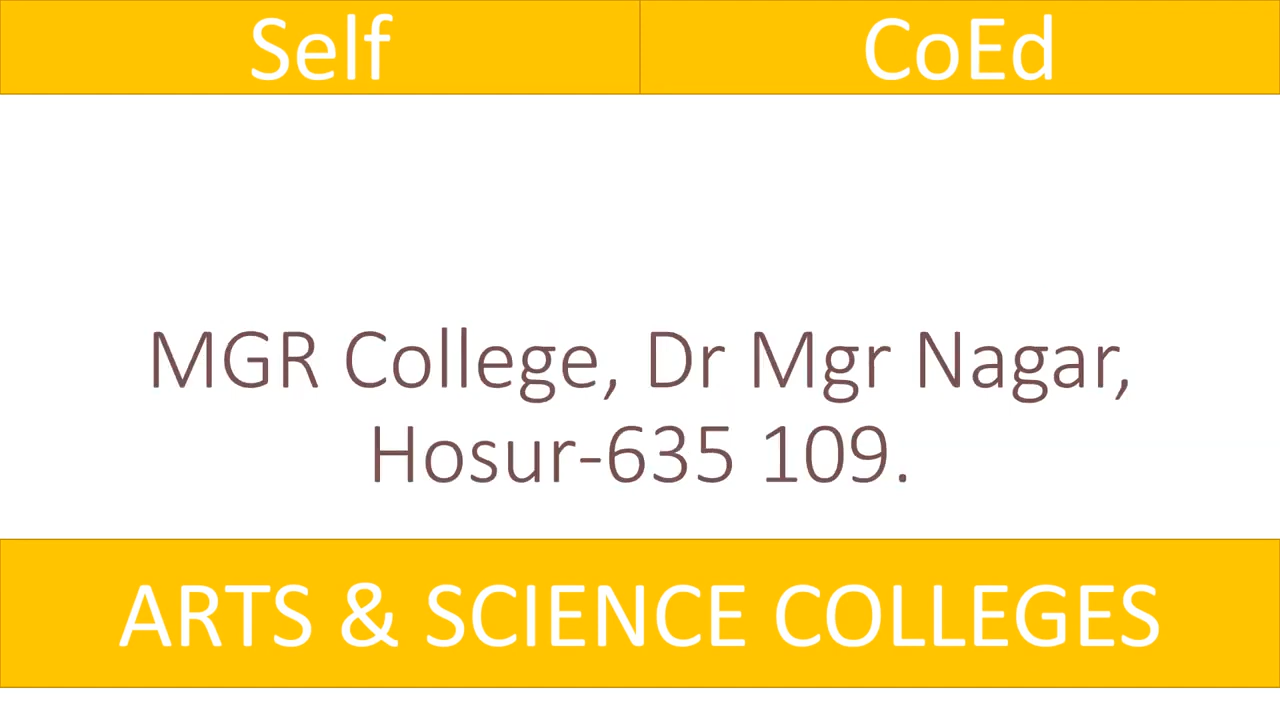 Self
CoEd
MGR College, Dr Mgr Nagar,
Hosur-635 109.
ARTS & SCIENCE COLLEGES